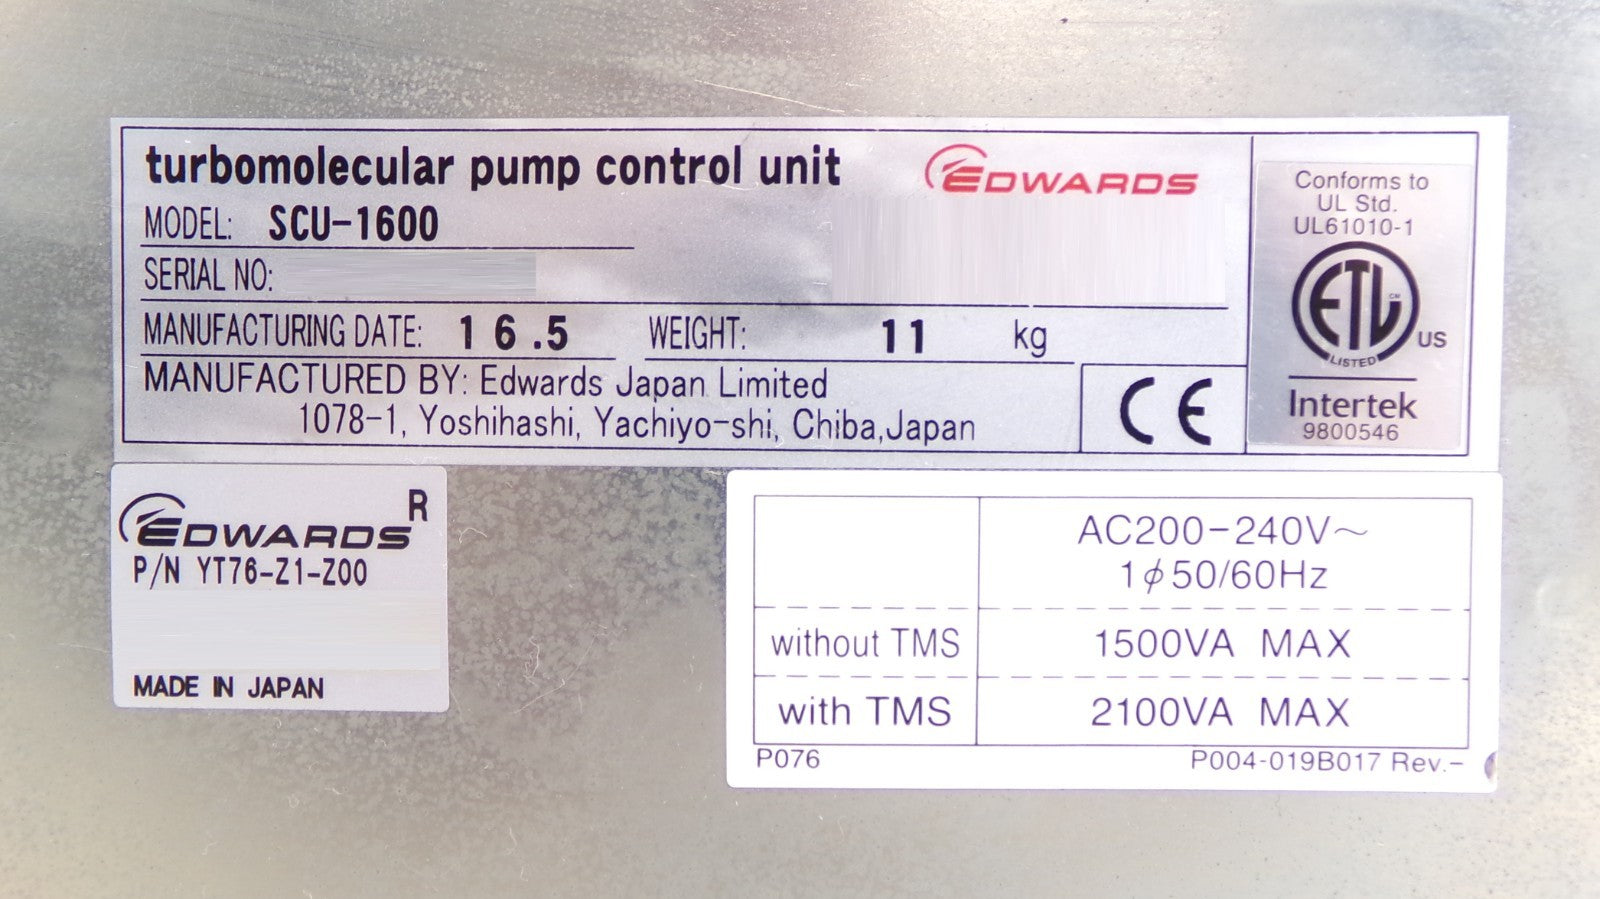 turbomolecular pump control unit
EDWARDS
MODEL: SCU-1600
SERIAL NO:
MANUFACTURING DATE: 16.5 WEIGHT: 11 kg
MANUFACTURED BY: Edwards Japan Limited
1078-1, Yoshihashi, Yachiyo-shi, Chiba,Japan
CE
Conforms to
UL Std.
UL61010-1
ETL CM
LISTED
US
Intertek
9800546
EDWARDS R
P/N YT76-Z1-Z00
MADE IN JAPAN
AC200-240V~
1ϕ50/60Hz
without TMS 1500VA MAX
with TMS 2100VA MAX
P076 P004-019B017 Rev.-